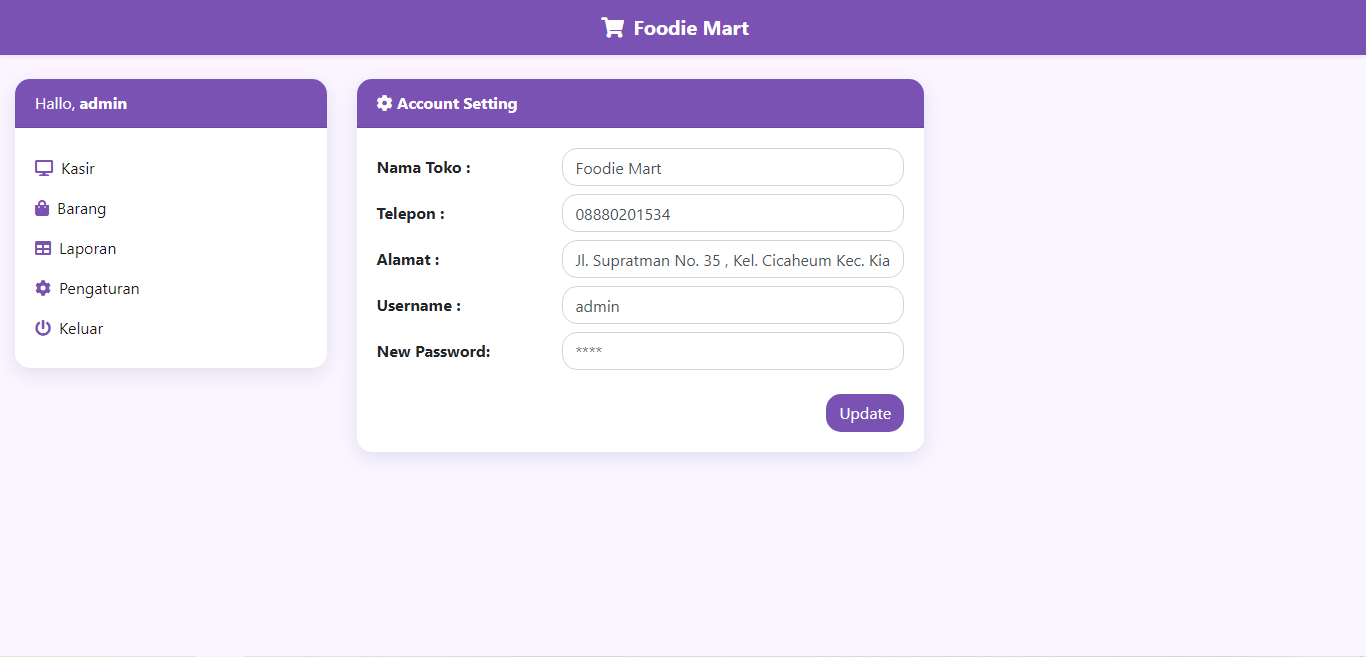 Foodie Mart
Hallo, admin
Kasir
Barang
Laporan
Pengaturan
Keluar
Account Setting
Nama Toko : Foodie Mart
Telepon : 08880201534
Alamat : Jl. Supratman No. 35 , Kel. Cicaheum Kec. Kia
Username : admin
New Password: ****
Update